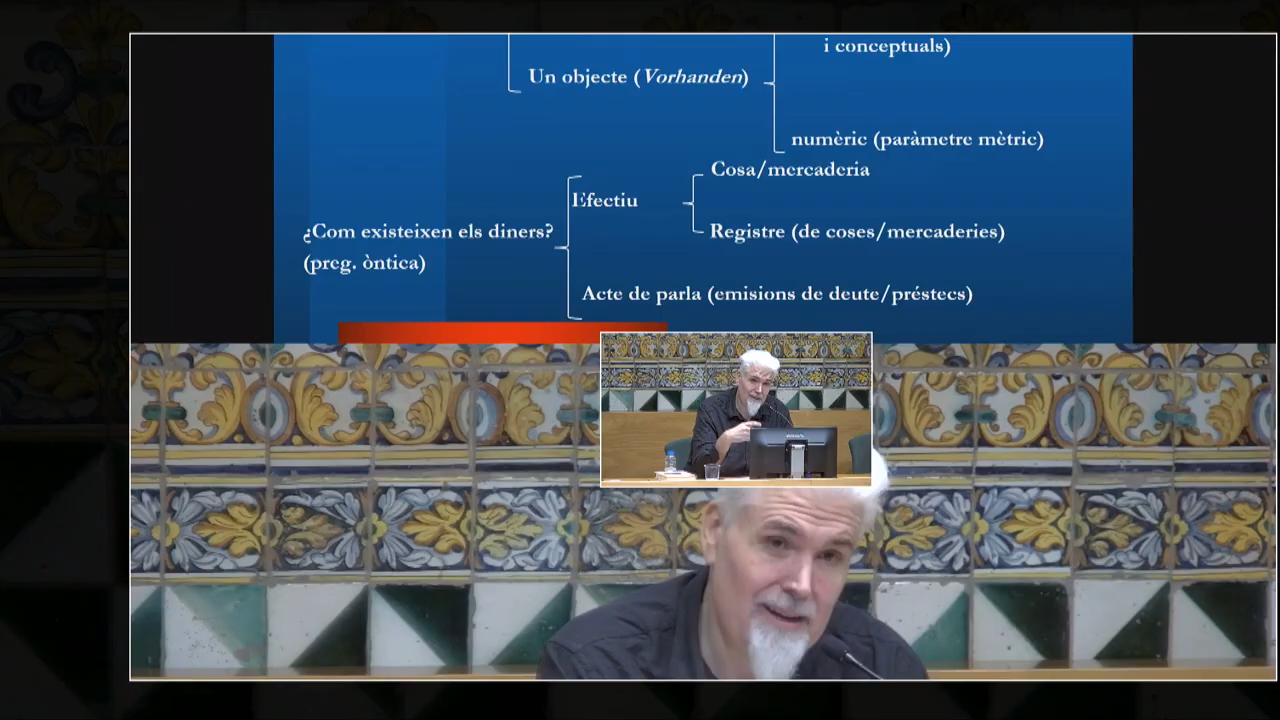 i conceptuals)
Un objecte (Vorhanden)
numèric (paràmetre mètric)
Cosa/mercaderia
Efectiu
¿Com existeixen els diners?
Registre (de coses/mercaderies)
(preg. òntica)
Acte de parla (emisions de deute/préstecs)